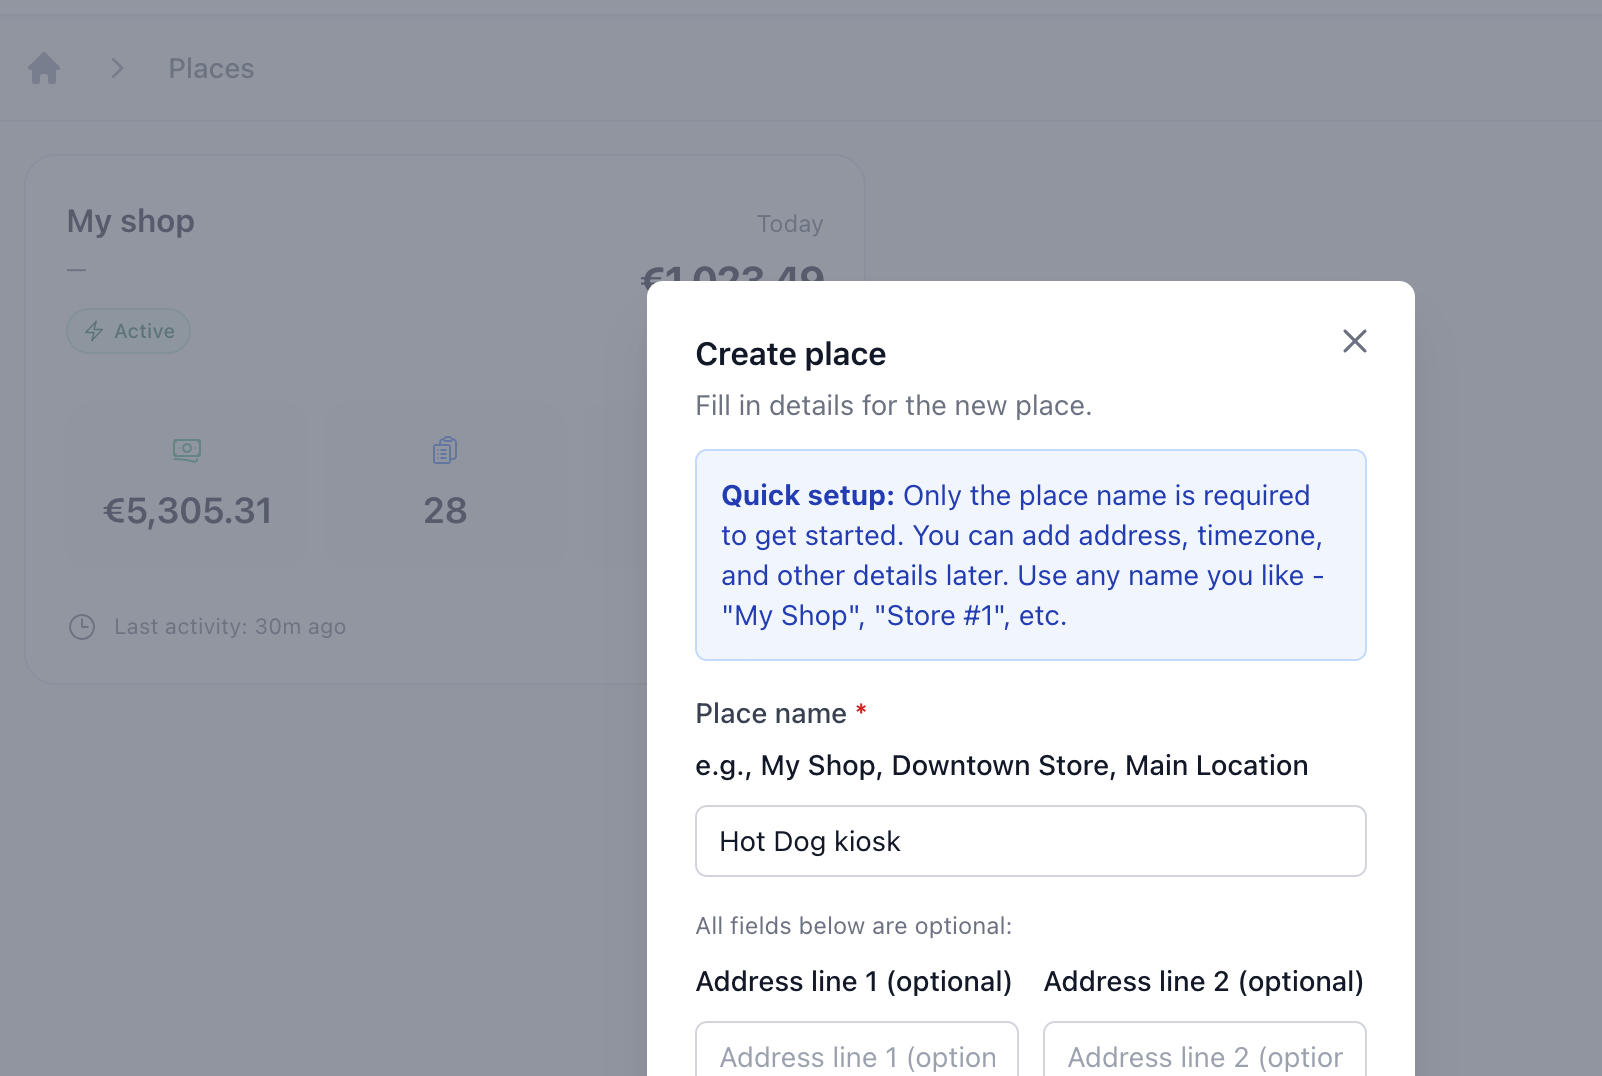 Places
My shop
Today
—
€1,023.49
Active
€5,305.31
28
Last activity: 30m ago
Create place
Fill in details for the new place.
Quick setup: Only the place name is required
to get started. You can add address, timezone,
and other details later. Use any name you like -
"My Shop", "Store #1", etc.
Place name *
e.g., My Shop, Downtown Store, Main Location
Hot Dog kiosk
All fields below are optional:
Address line 1 (optional)
Address line 2 (optional)
Address line 1 (option
Address line 2 (option